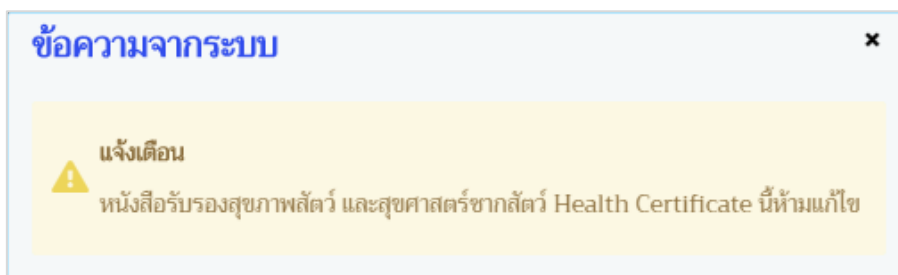 ข้อความจากระบบ
แจ้งเตือน
หนังสือรับรองสุขภาพสัตว์ และสุขศาสตร์ซากสัตว์ Health Certificate นี้ห้ามแก้ไข